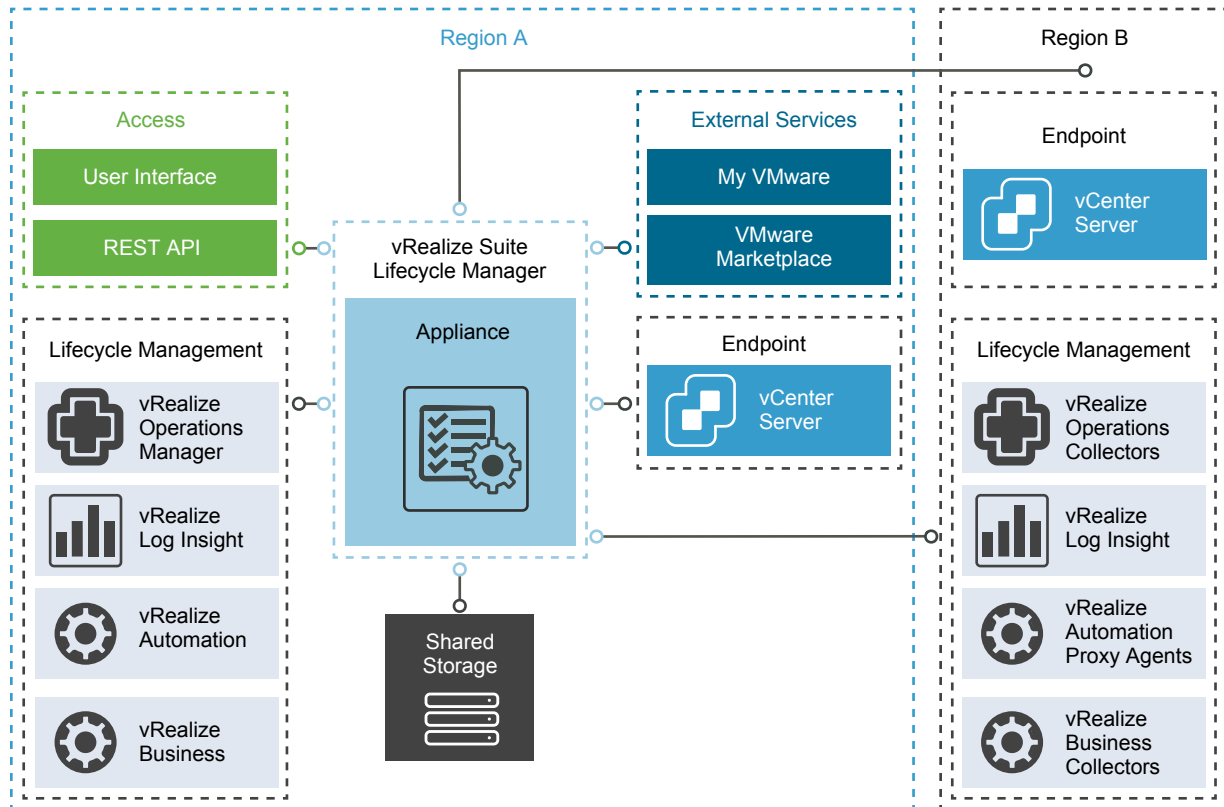 Region A
Access
User Interface
REST API
Lifecycle Management
vRealize
Operations
Manager
vRealize
Log Insight
vRealize
Automation
vRealize
Business
vRealize Suite
Lifecycle Manager
Appliance
Shared
Storage
External Services
My VMware
VMware
Marketplace
Endpoint
vCenter
Server
Region B
Endpoint
vCenter
Server
Lifecycle Management
vRealize
Operations
Collectors
vRealize
Log Insight
vRealize
Automation
Proxy Agents
vRealize
Business
Collectors